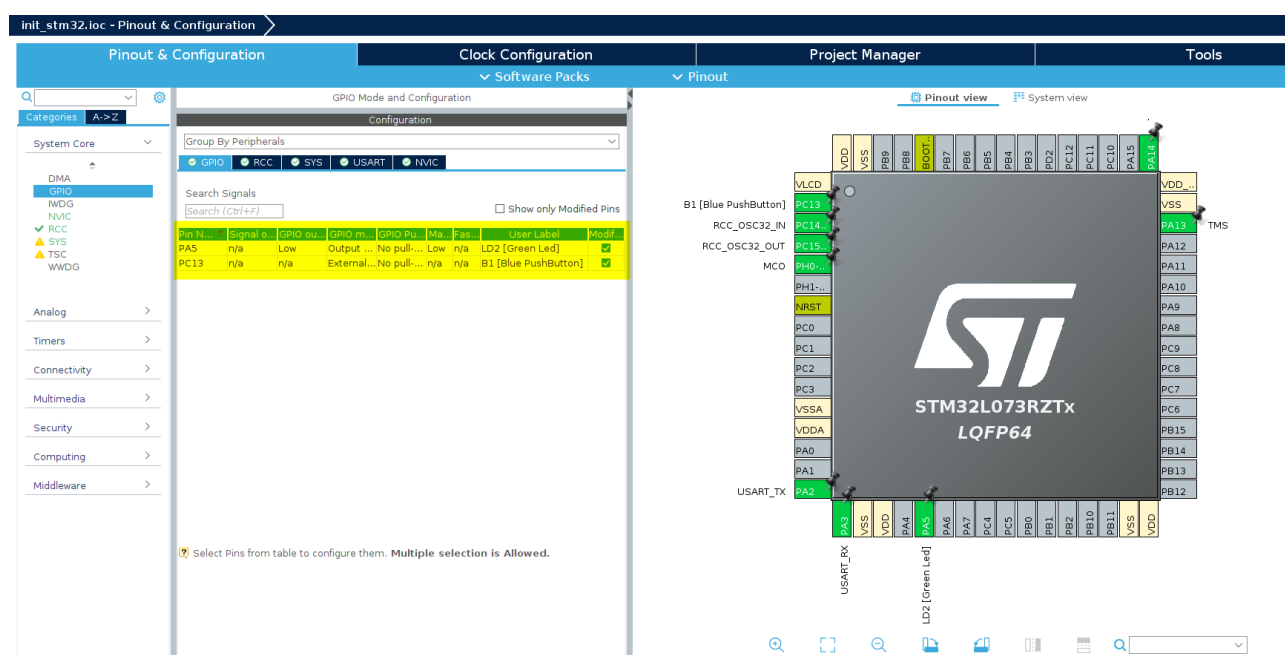 init_stm32.ioc - Pinout & Configuration
Pinout & Configuration
Clock Configuration
Project Manager
Tools
Software Packs
Pinout
Categories
A->Z
System Core
DMA
GPIO
IWDG
NVIC
RCC
SYS
TSC
WWDG
Analog
Timers
Connectivity
Multimedia
Security
Computing
Middleware
GPIO Mode and Configuration
Configuration
Group By Peripherals
GPIO RCC SYS USART NVIC
Search Signals
Search (Ctrl+F)
Show only Modified Pins
Pin N... Signal o... GPIO ou... GPIO m... GPIO Pu... Ma... Fas... User Label Modif...
PA5 n/a Low Output ... No pull-... Low n/a LD2 [Green Led]
PC13 n/a n/a External... No pull-... n/a n/a B1 [Blue PushButton]
Select Pins from table to configure them. Multiple selection is Allowed.
Pinout view
System view
VDD
VSS
PB9
PB8
BOOT..
PB7
PB6
PB5
PB4
PB3
PD2
PC12
PC11
PC10
PA15
PA14
VLCD
B1 [Blue PushButton] PC13
RCC_OSC32_IN PC14..
RCC_OSC32_OUT PC15..
MCO PH0-..
PH1-..
NRST
PC0
PC1
PC2
PC3
VSSA
VDDA
PA0
PA1
USART_TX PA2
ST
STM32L073RZTx
LQFP64
VDD_..
VSS
PA13 TMS
PA12
PA11
PA10
PA9
PA8
PC9
PC8
PC7
PC6
PB15
PB14
PB13
PB12
PA3
VSS
VDD
PA4
PA5
PA6
PA7
PC4
PC5
PB0
PB1
PB2
PB10
PB11
VSS
VDD
USART_RX
LD2 [Green Led]